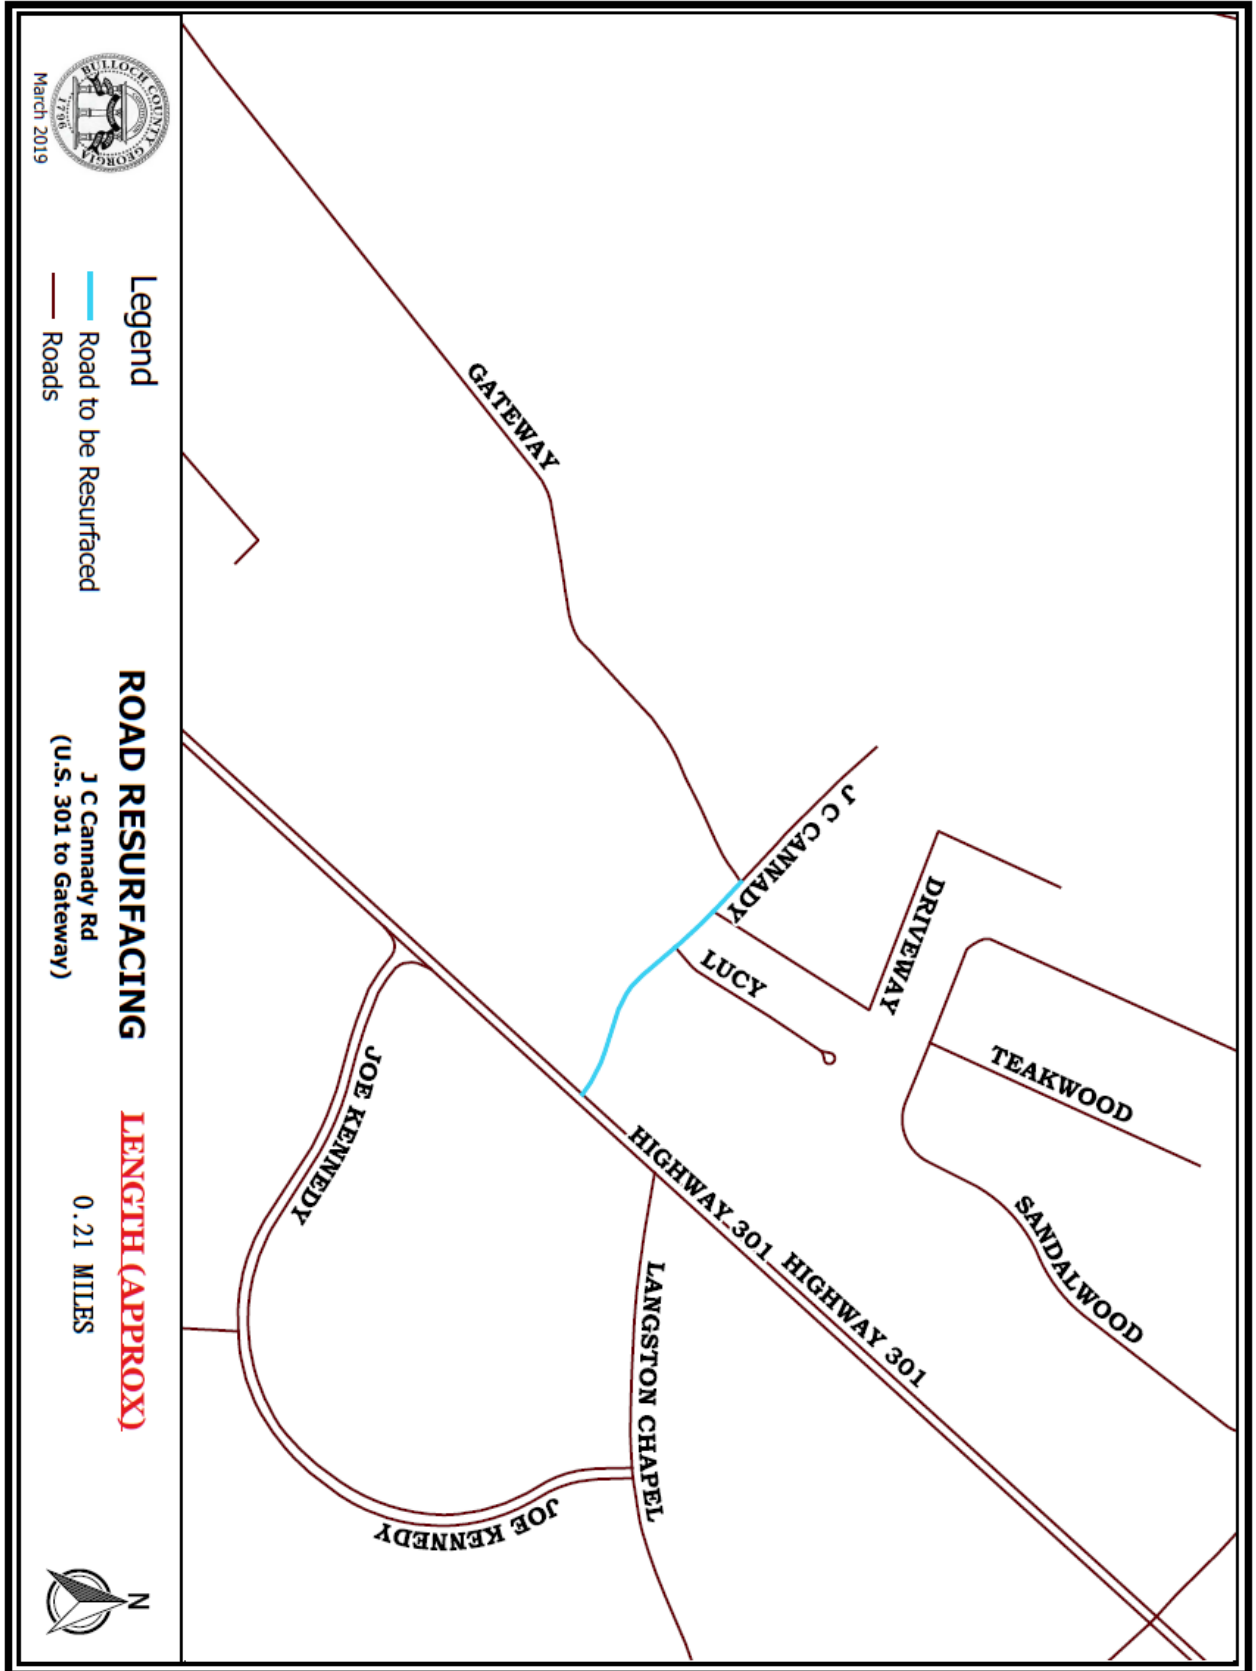 GATEWAY
J C CANNADY
DRIVEWAY
LUCY
TEAKWOOD
SANDALWOOD
HIGHWAY 301
HIGHWAY 301
LANGSTON CHAPEL
JOE KENNEDY
JOE KENNEDY
BULLOCH COUNTY GEORGIA
1796
March 2019
Legend
Road to be Resurfaced
Roads
ROAD RESURFACING
J C Cannady Rd
(U.S. 301 to Gateway)
LENGTH (APPROX)
0.21 MILES
N